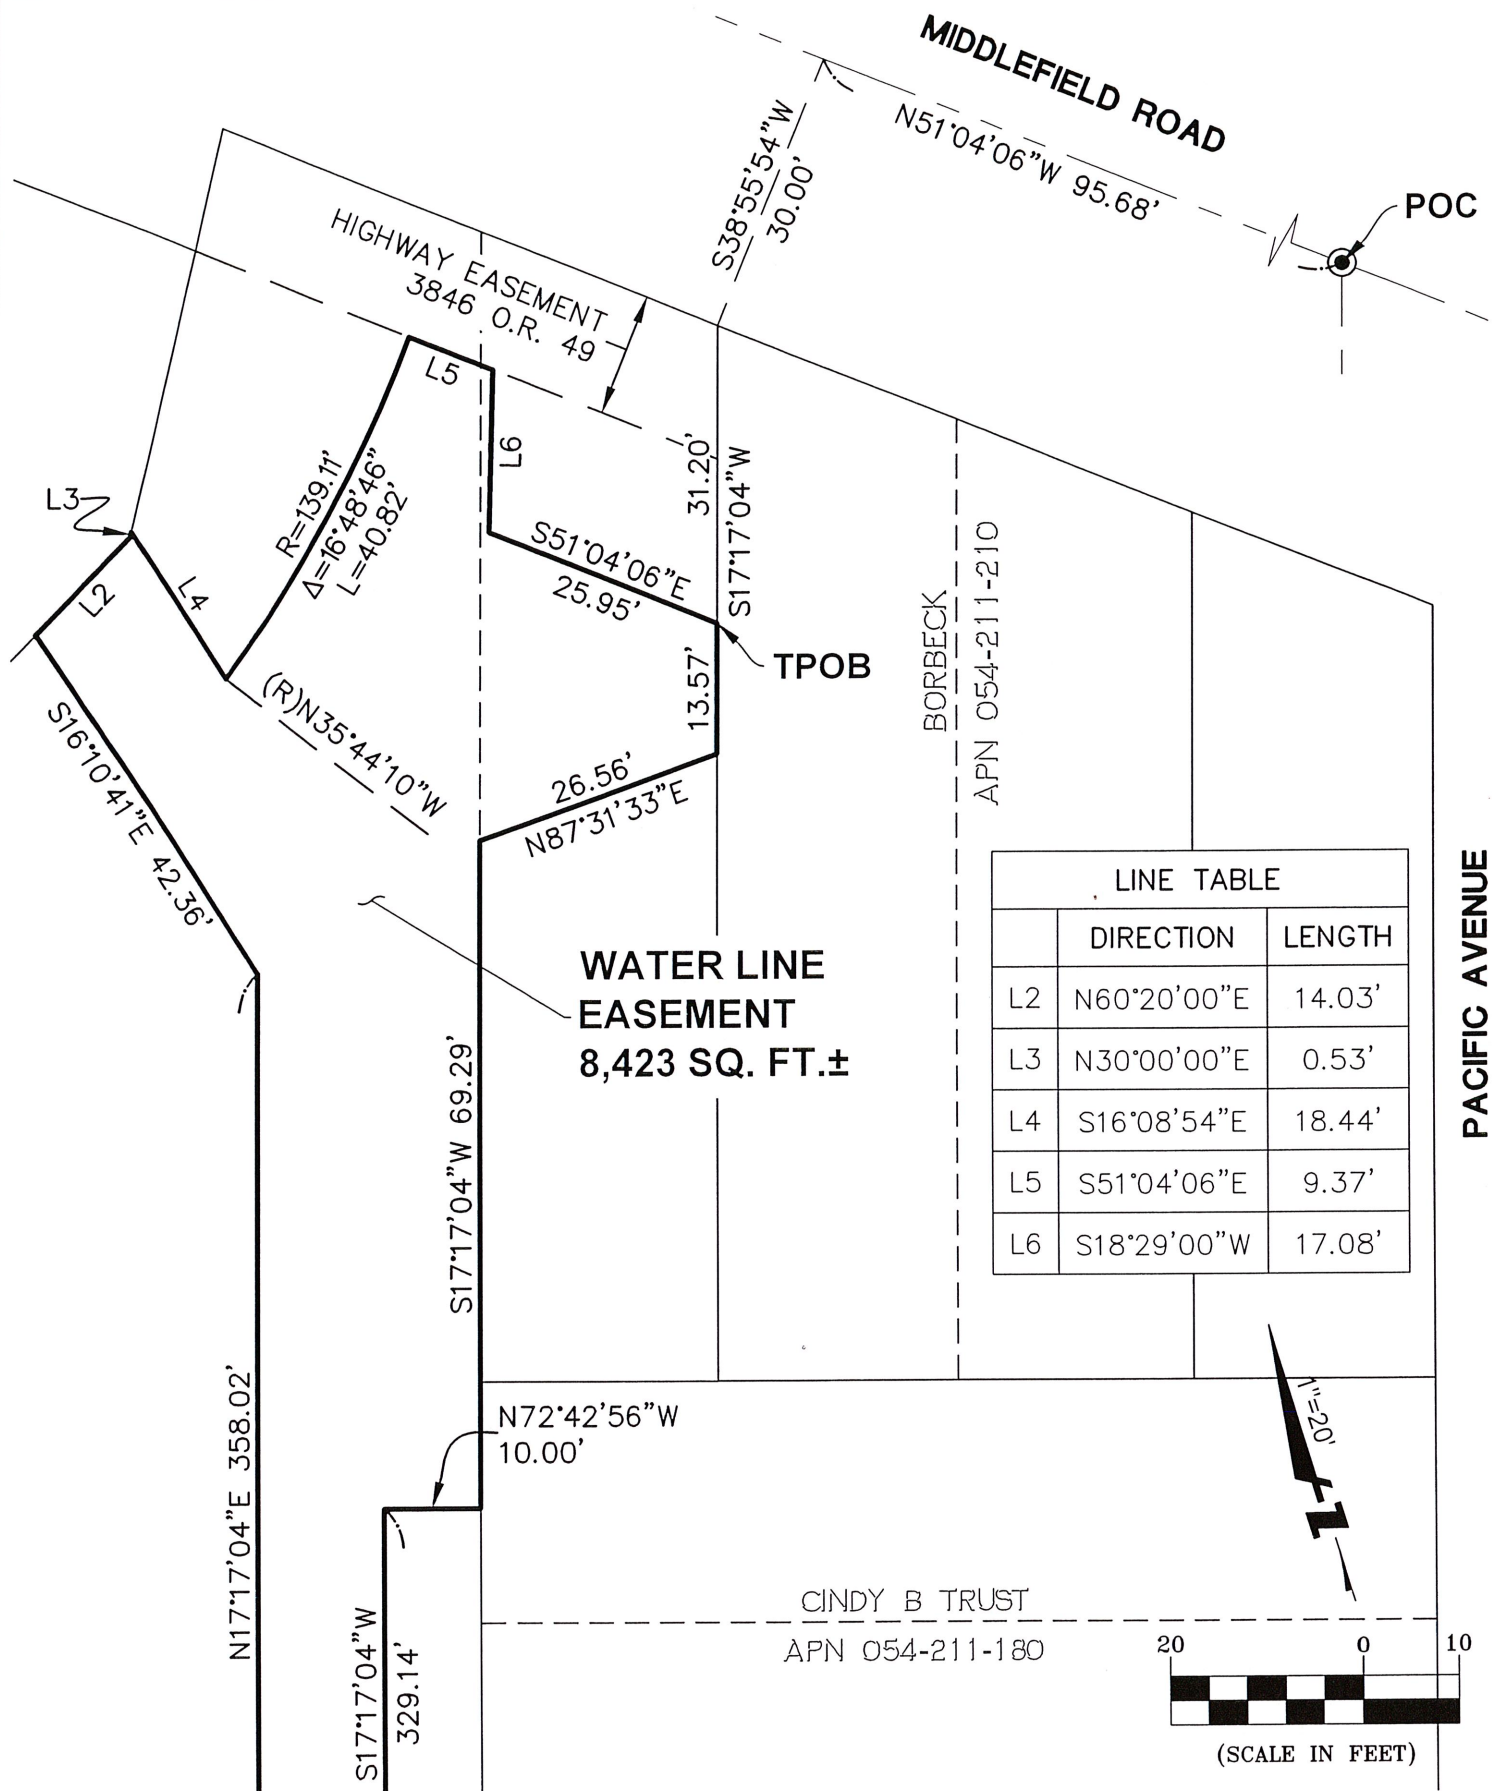 MIDDLEFIELD ROAD
N51°04'06"W 95.68'
POC
S38°55'54"W
30.00'
HIGHWAY EASEMENT
3846 O.R. 49
L5
L6
31.20'
S17°17'04"W
R=139.11'
Δ=16°48'46"
L=40.82'
L3
L2
L4
S51°04'06"E
25.95'
TPOB
13.57'
BORBECK
APN 054-211-210
(R)N35°44'10"W
26.56'
N87°31'33"E
S16°10'41"E 42.36'
WATER LINE
EASEMENT
8,423 SQ. FT.±
LINE TABLE
DIRECTION LENGTH
L2 N60°20'00"E 14.03'
L3 N30°00'00"E 0.53'
L4 S16°08'54"E 18.44'
L5 S51°04'06"E 9.37'
L6 S18°29'00"W 17.08'
PACIFIC AVENUE
S17°17'04"W 69.29'
N17°17'04"E 358.02'
N72°42'56"W
10.00'
1"=20'
Z
S17°17'04"W
329.14'
CINDY B TRUST
APN 054-211-180
20 0 10
(SCALE IN FEET)